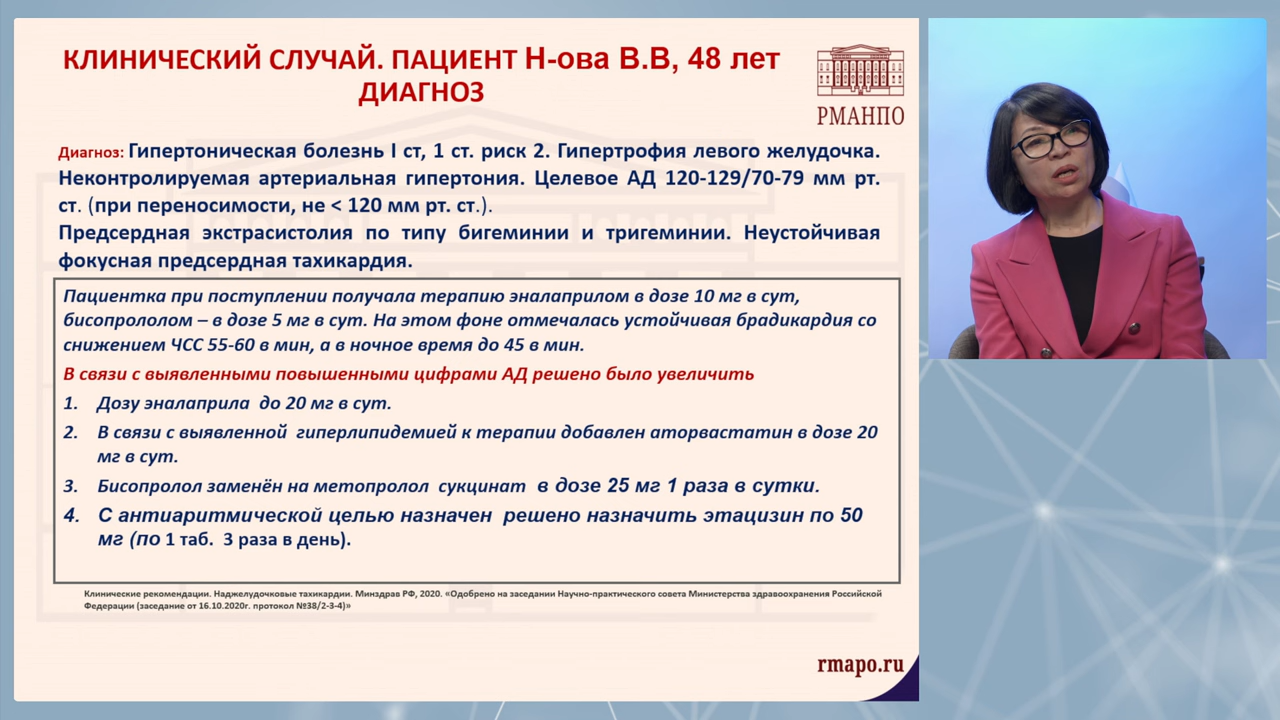 КЛИНИЧЕСКИЙ СЛУЧАЙ. ПАЦИЕНТ Н-ова В.В, 48 лет
ДИАГНОЗ
РМАНПО
Диагноз: Гипертоническая болезнь I ст, 1 ст. риск 2. Гипертрофия левого желудочка.
Неконтролируемая артериальная гипертония. Целевое АД 120-129/70-79 мм рт.
ст. (при переносимости, не < 120 мм рт. ст.).
Предсердная экстрасистолия по типу бигеминии и тригеминии. Неустойчивая
фокусная предсердная тахикардия.
Пациентка при поступлении получала терапию эналаприлом в дозе 10 мг в сут,
бисопрололом – в дозе 5 мг в сут. На этом фоне отмечалась устойчивая брадикардия со
снижением ЧСС 55-60 в мин, а в ночное время до 45 в мин.
В связи с выявленными повышенными цифрами АД решено было увеличить
1. Дозу эналаприла до 20 мг в сут.
2. В связи с выявленной гиперлипидемией к терапии добавлен аторвастатин в дозе 20
мг в сут.
3. Бисопролол заменён на метопролол сукцинат в дозе 25 мг 1 раза в сутки.
4. С антиаритмической целью назначен решено назначить этацизин по 50
мг (по 1 таб. 3 раза в день).
Клинические рекомендации. Наджелудочковые тахикардии. Минздрав РФ, 2020. «Одобрено на заседании Научно-практического совета Министерства здравоохранения Российской
Федерации (заседание от 16.10.2020г. протокол №38/2-3-4)»
rmapo.ru